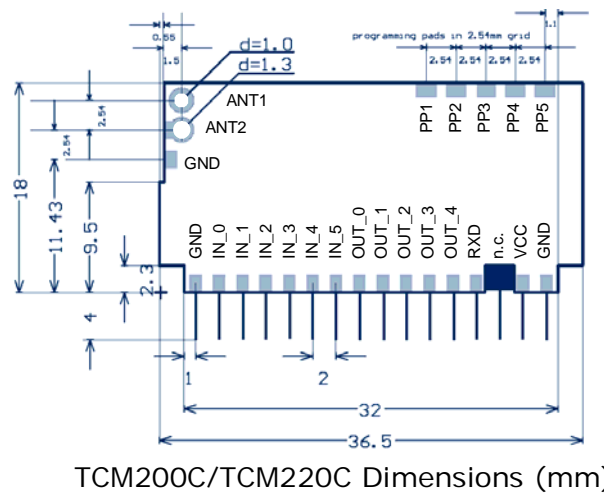 0.55
1.5
d=1.0
d=1.3
programming pads in 2.54mm grid
1.1
2.54 2.54 2.54 2.54
ANT1
ANT2
GND
PP1 PP2 PP3 PP4 PP5
2.54
2.54
18
11.43
9.5
2.3
4
GND IN_0 IN_1 IN_2 IN_3 IN_4 IN_5 OUT_0 OUT_1 OUT_2 OUT_3 OUT_4 RXD n.c. VCC GND
1
2
32
36.5
TCM200C/TCM220C Dimensions (mm)